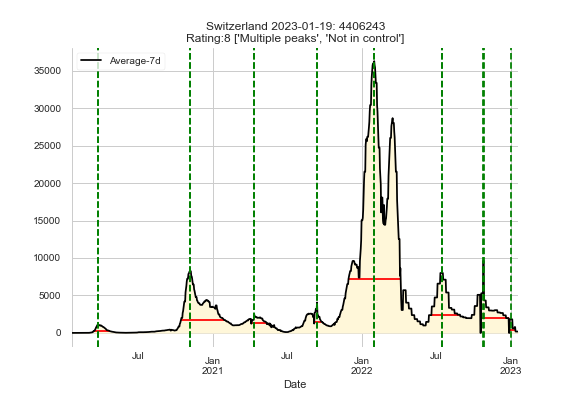 Switzerland 2023-01-19: 4406243
Rating:8 ['Multiple peaks', 'Not in control']
Average-7d
35000
30000
25000
20000
15000
10000
5000
0
Jul
Jan
2021
Jul
Jan
2022
Jul
Jan
2023
Date